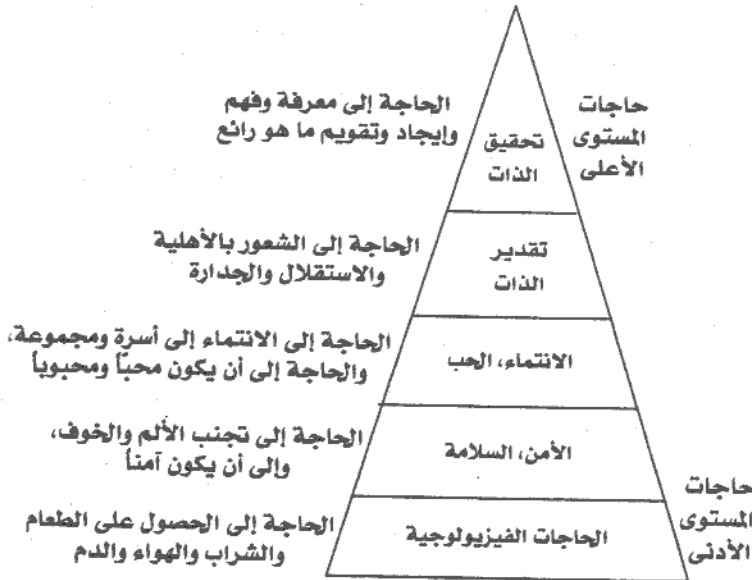 الحاجة إلى معرفة وفهم
وإيجاد وتقويم ما هو رائع
تحقيق
الذات
حاجات
المستوى
الأعلى
الحاجة إلى الشعور بالأهلية
والاستقلال والجدارة
تقدير
الذات
الحاجة إلى الانتماء إلى أسرة ومجموعة،
والحاجة إلى أن يكون محباً ومحبوباً
الانتماء، الحب
الحاجة إلى تجنب الألم والخوف،
وإلى أن يكون آمناً
الأمن، السلامة
الحاجة إلى الحصول على الطعام
والشراب والهواء والدم
الحاجات الفيزيولوجية
حاجات
المستوى
الأدنى